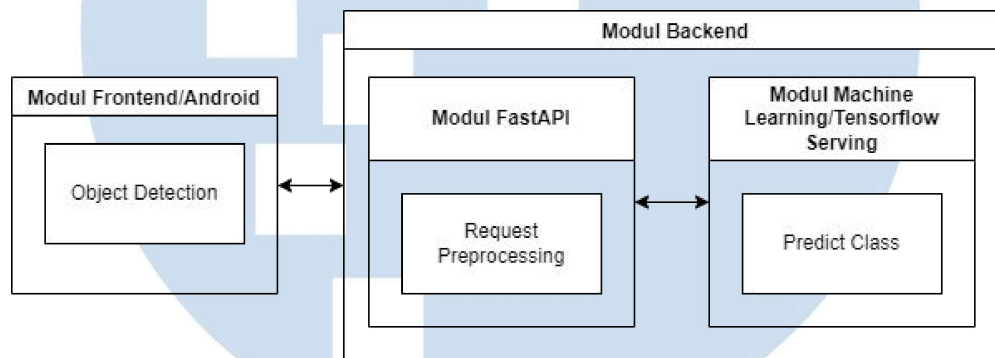 Modul Backend
Modul Frontend/Android
Object Detection
Modul FastAPI
Request
Preprocessing
Modul Machine
Learning/Tensorflow
Serving
Predict Class